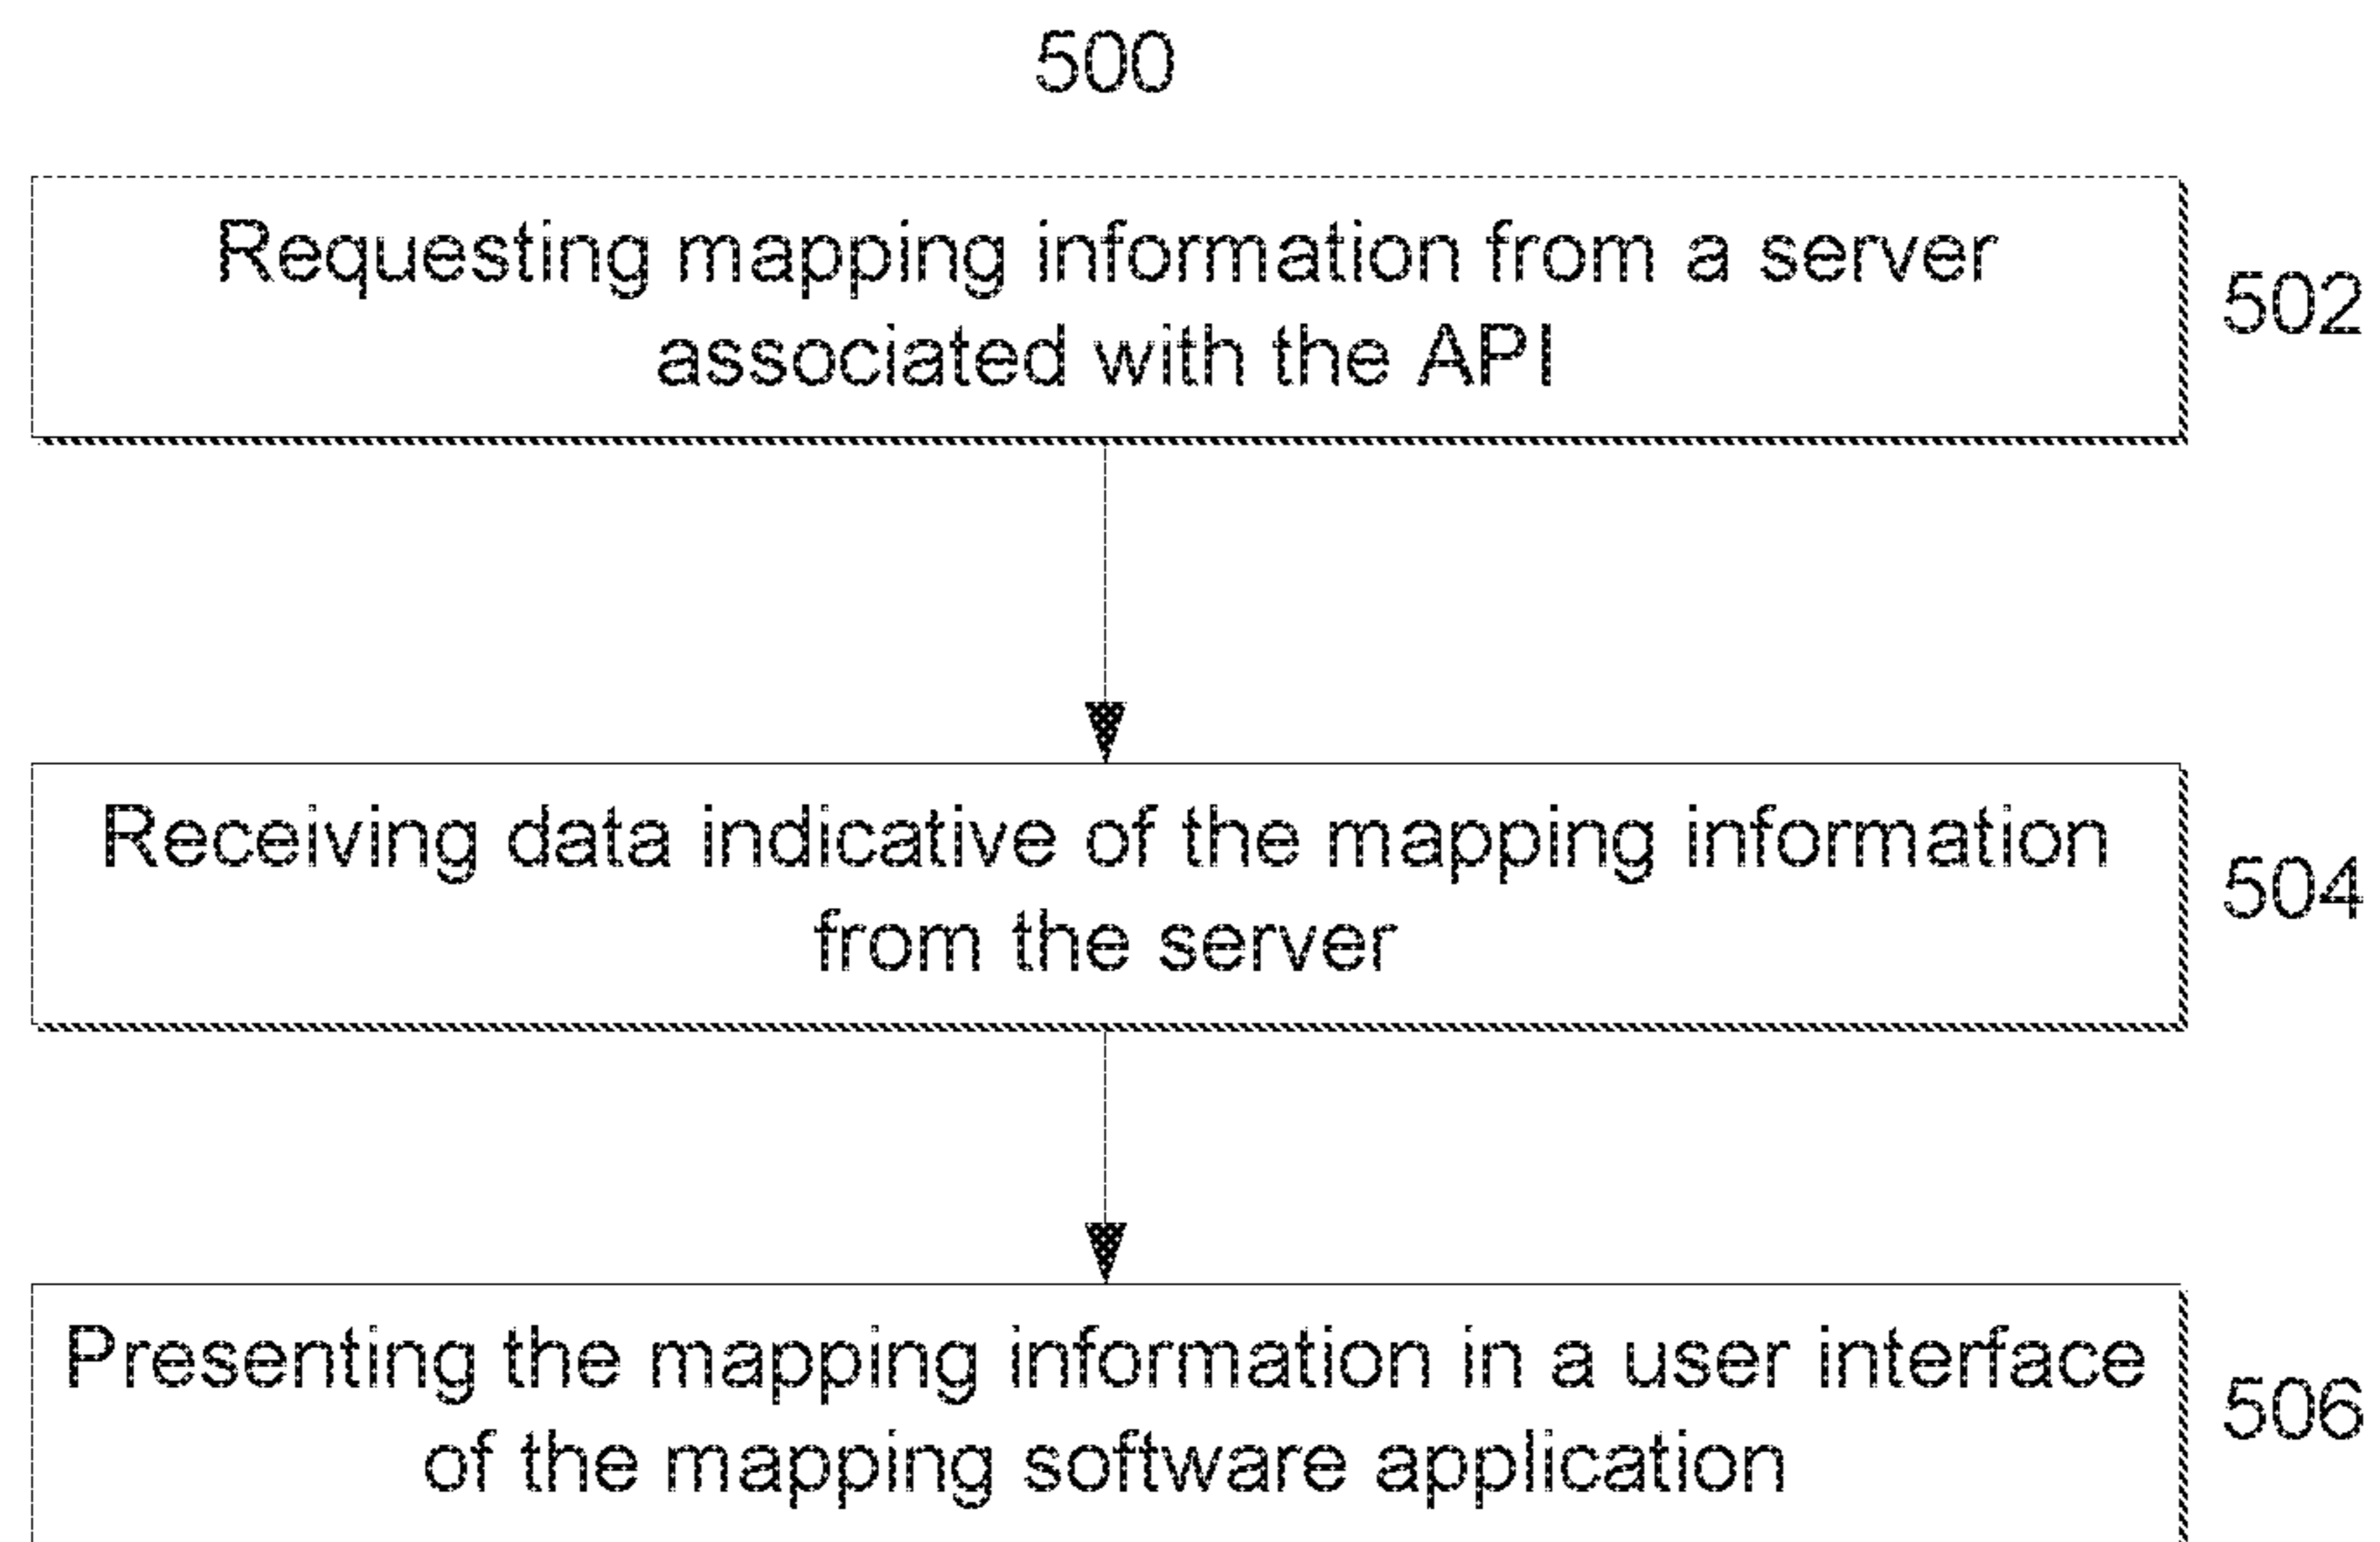 500
Requesting mapping information from a server
associated with the API
502
Receiving data indicative of the mapping information
from the server
504
Presenting the mapping information in a user interface
of the mapping software application
506